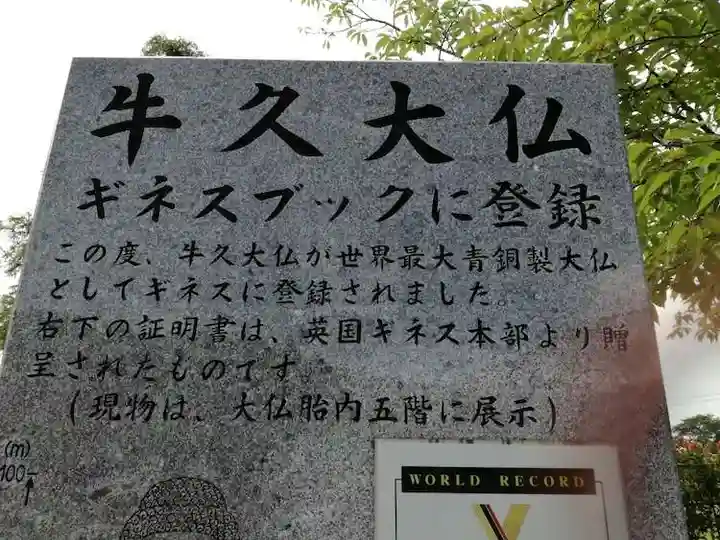 牛久大仏
ギネスブックに登録
この度、牛久大仏が世界最大青銅製大仏
としてギネスに登録されました。
右下の証明書は、英国ギネス本部より贈
呈されたものです。
(現物は、大仏胎内五階に展示)
(m)
100
WORLD RECORD